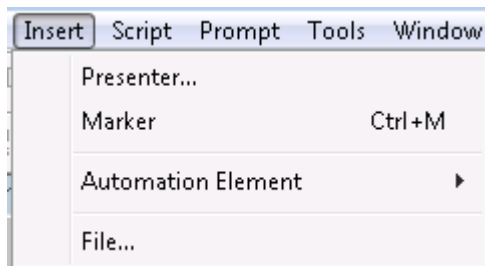 Insert Script Prompt Tools Window
Presenter...
Marker Ctrl+M
Automation Element
File...